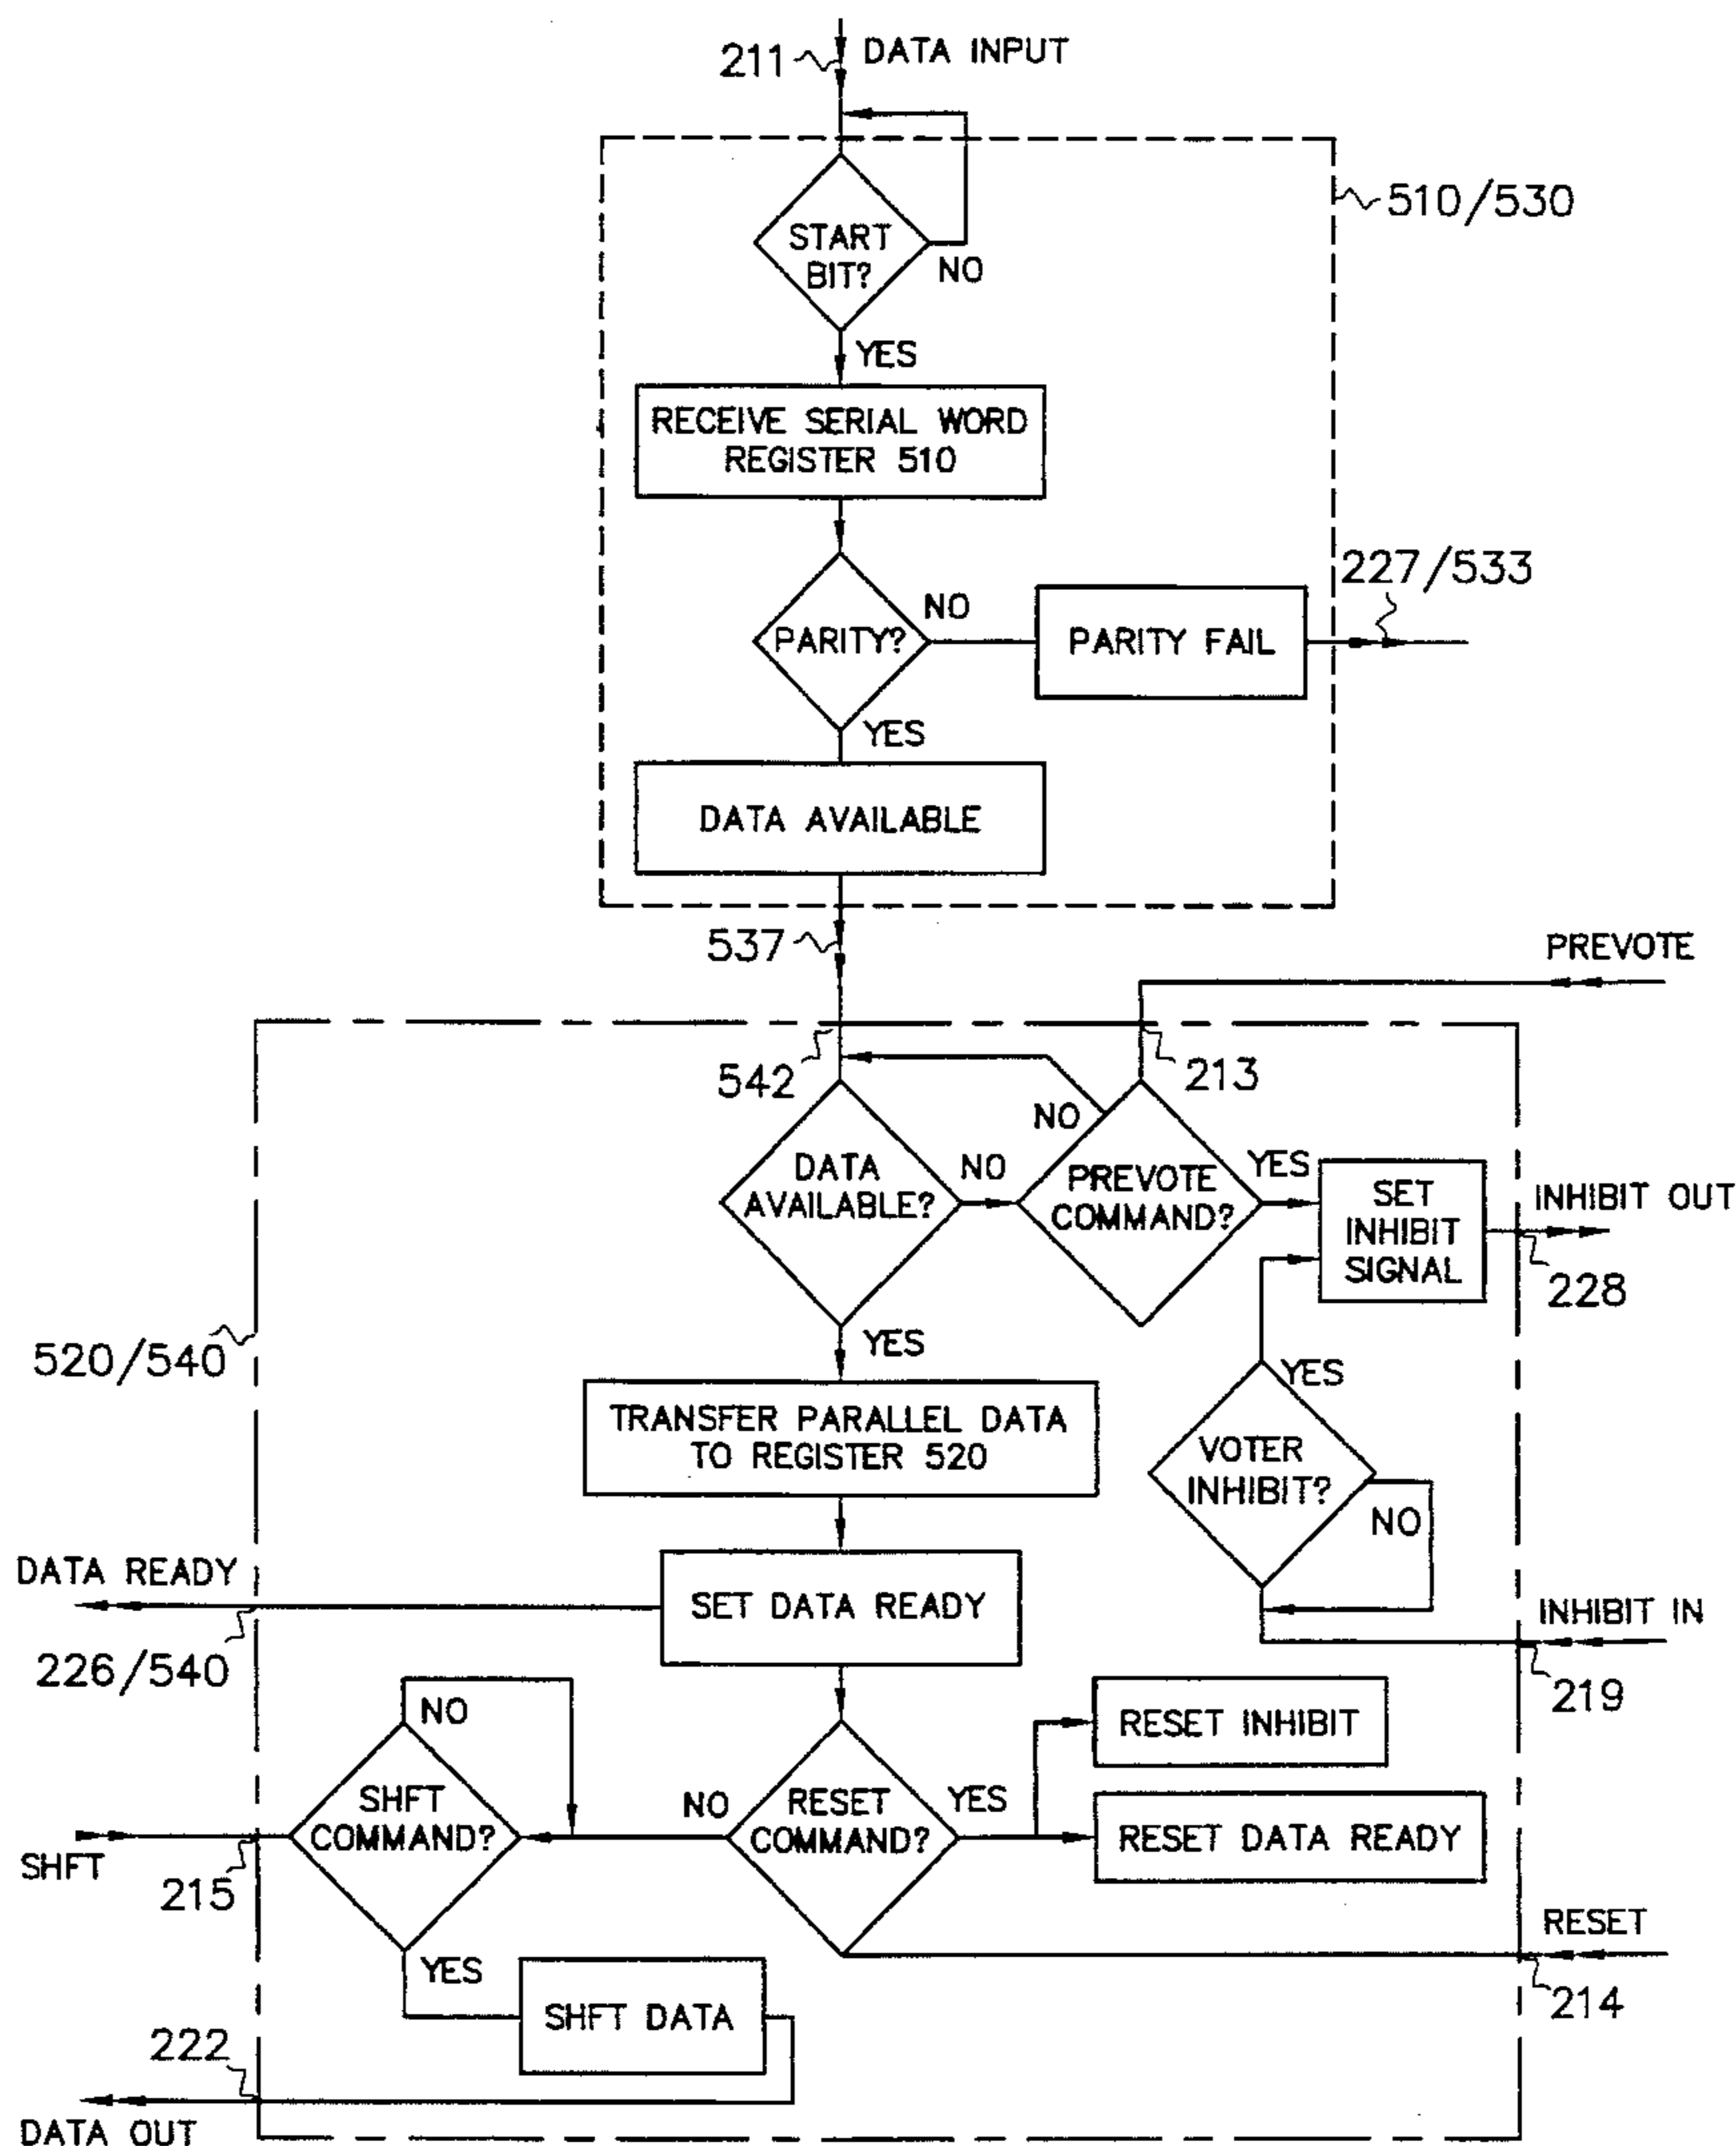 211
DATA INPUT
START
BIT?
NO
510/530
YES
RECEIVE SERIAL WORD
REGISTER 510
227/533
NO
PARITY?
PARITY FAIL
YES
DATA AVAILABLE
537
PREVOTE
542
213
NO
DATA
AVAILABLE?
NO
PREVOTE
COMMAND?
YES
SET
INHIBIT
SIGNAL
INHIBIT OUT
228
520/540
YES
TRANSFER PARALLEL DATA
TO REGISTER 520
YES
VOTER
INHIBIT?
NO
DATA READY
SET DATA READY
INHIBIT IN
226/540
219
NO
RESET INHIBIT
SHFT
COMMAND?
NO
RESET
COMMAND?
YES
RESET DATA READY
SHFT
215
RESET
214
YES
SHFT DATA
222
DATA OUT